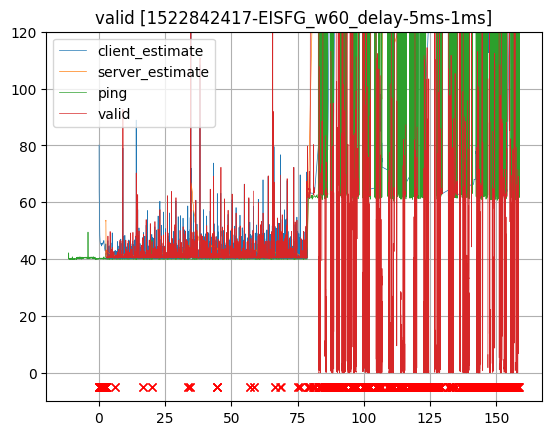 valid [1522842417-EISFG_w60_delay-5ms-1ms]
client_estimate
server_estimate
ping
valid
120
100
80
60
40
20
0
0 25 50 75 100 125 150